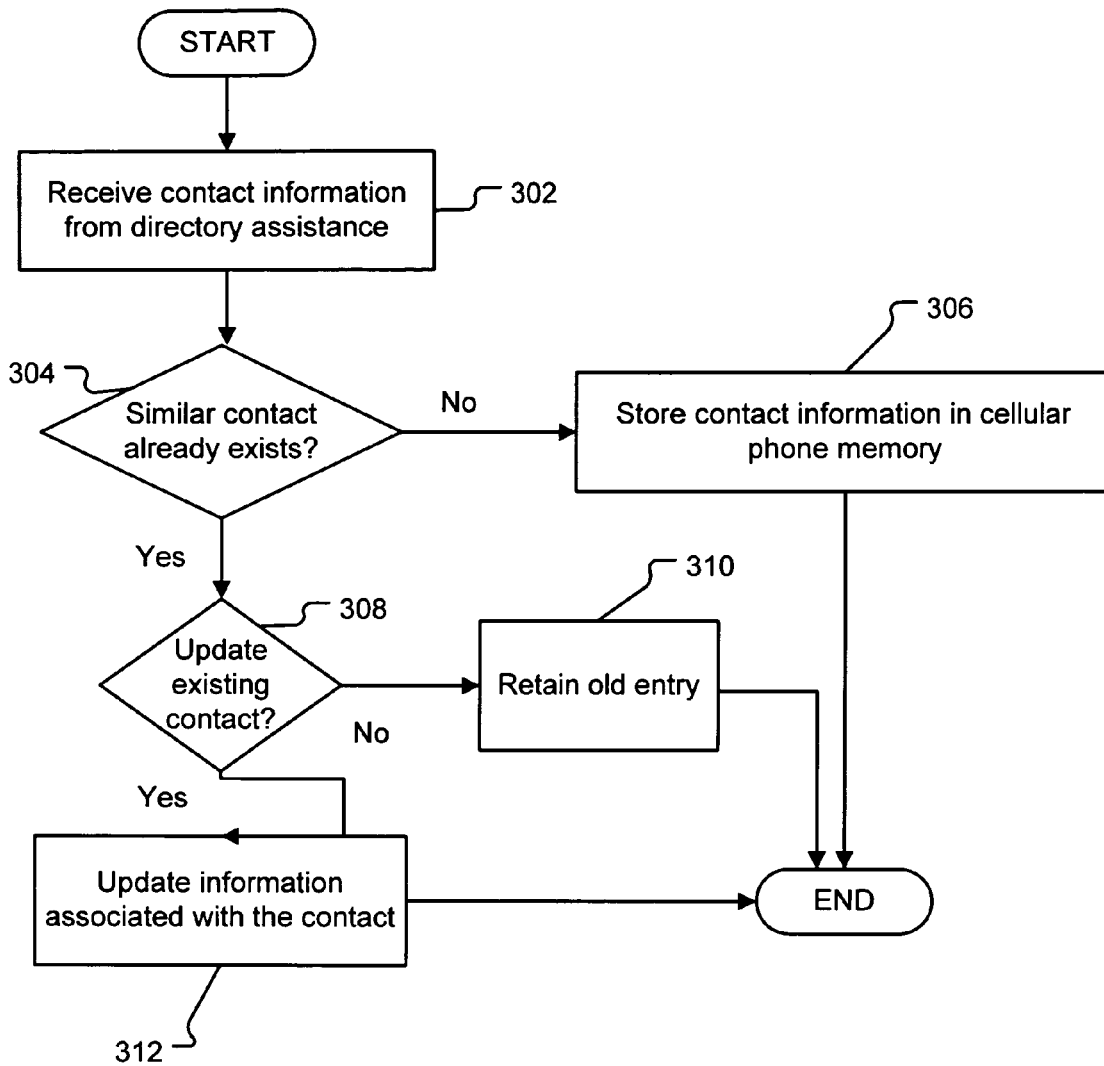 START
Receive contact information
from directory assistance
302
306
304
Similar contact
already exists?
No
Store contact information in cellular
phone memory
Yes
308
310
Update
existing
contact?
Retain old entry
No
Yes
Update information
associated with the contact
END
312